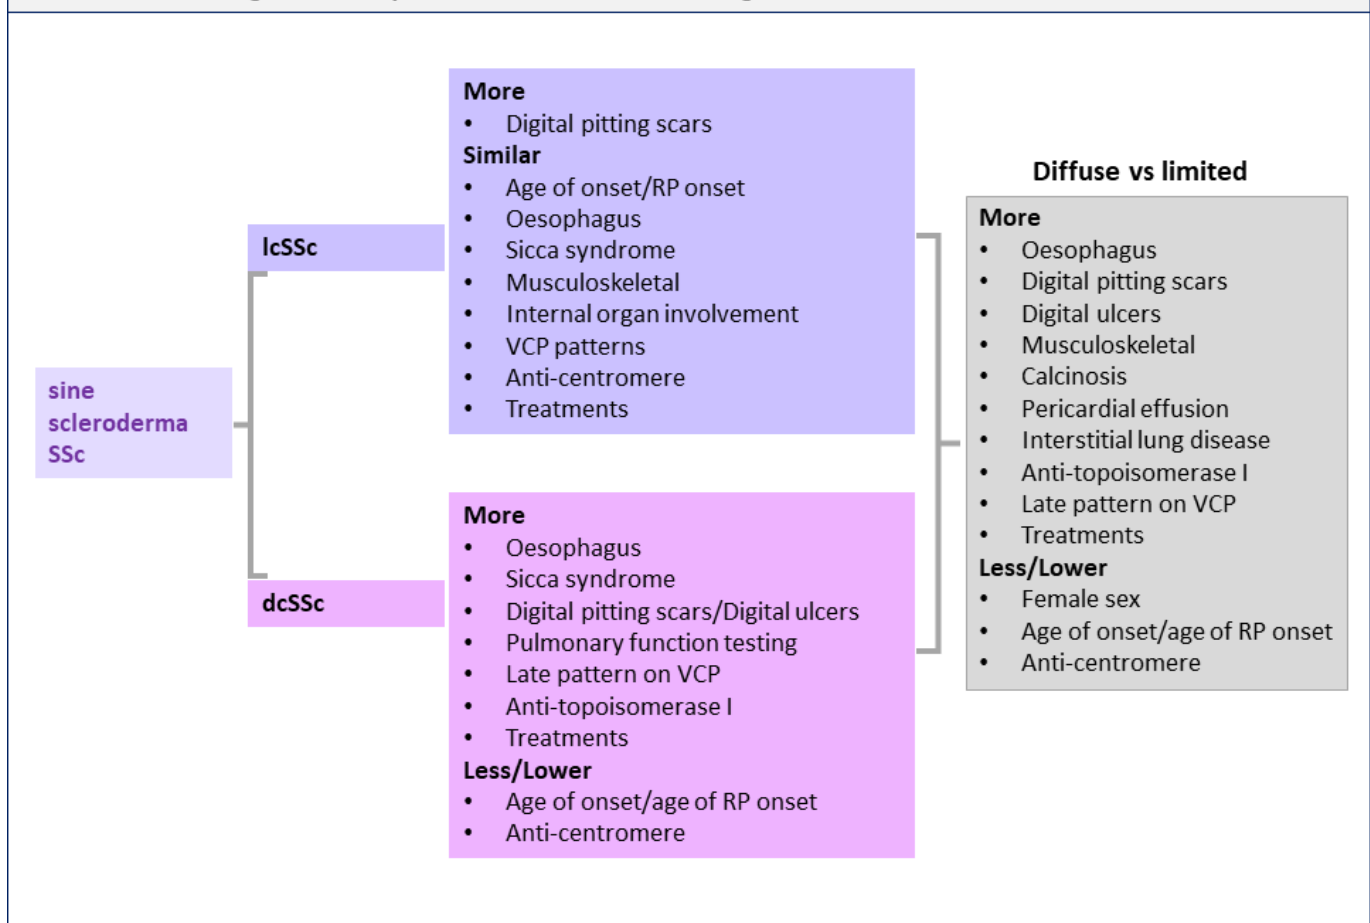 sine
scleroderma
SSc
lcSSc
More
• Digital pitting scars
Similar
• Age of onset/RP onset
• Oesophagus
• Sicca syndrome
• Musculoskeletal
• Internal organ involvement
• VCP patterns
• Anti-centromere
• Treatments
dcSSc
More
• Oesophagus
• Sicca syndrome
• Digital pitting scars/Digital ulcers
• Pulmonary function testing
• Late pattern on VCP
• Anti-topoisomerase I
• Treatments
Less/Lower
• Age of onset/age of RP onset
• Anti-centromere
Diffuse vs limited
More
• Oesophagus
• Digital pitting scars
• Digital ulcers
• Musculoskeletal
• Calcinosis
• Pericardial effusion
• Interstitial lung disease
• Anti-topoisomerase I
• Late pattern on VCP
• Treatments
Less/Lower
• Female sex
• Age of onset/age of RP onset
• Anti-centromere